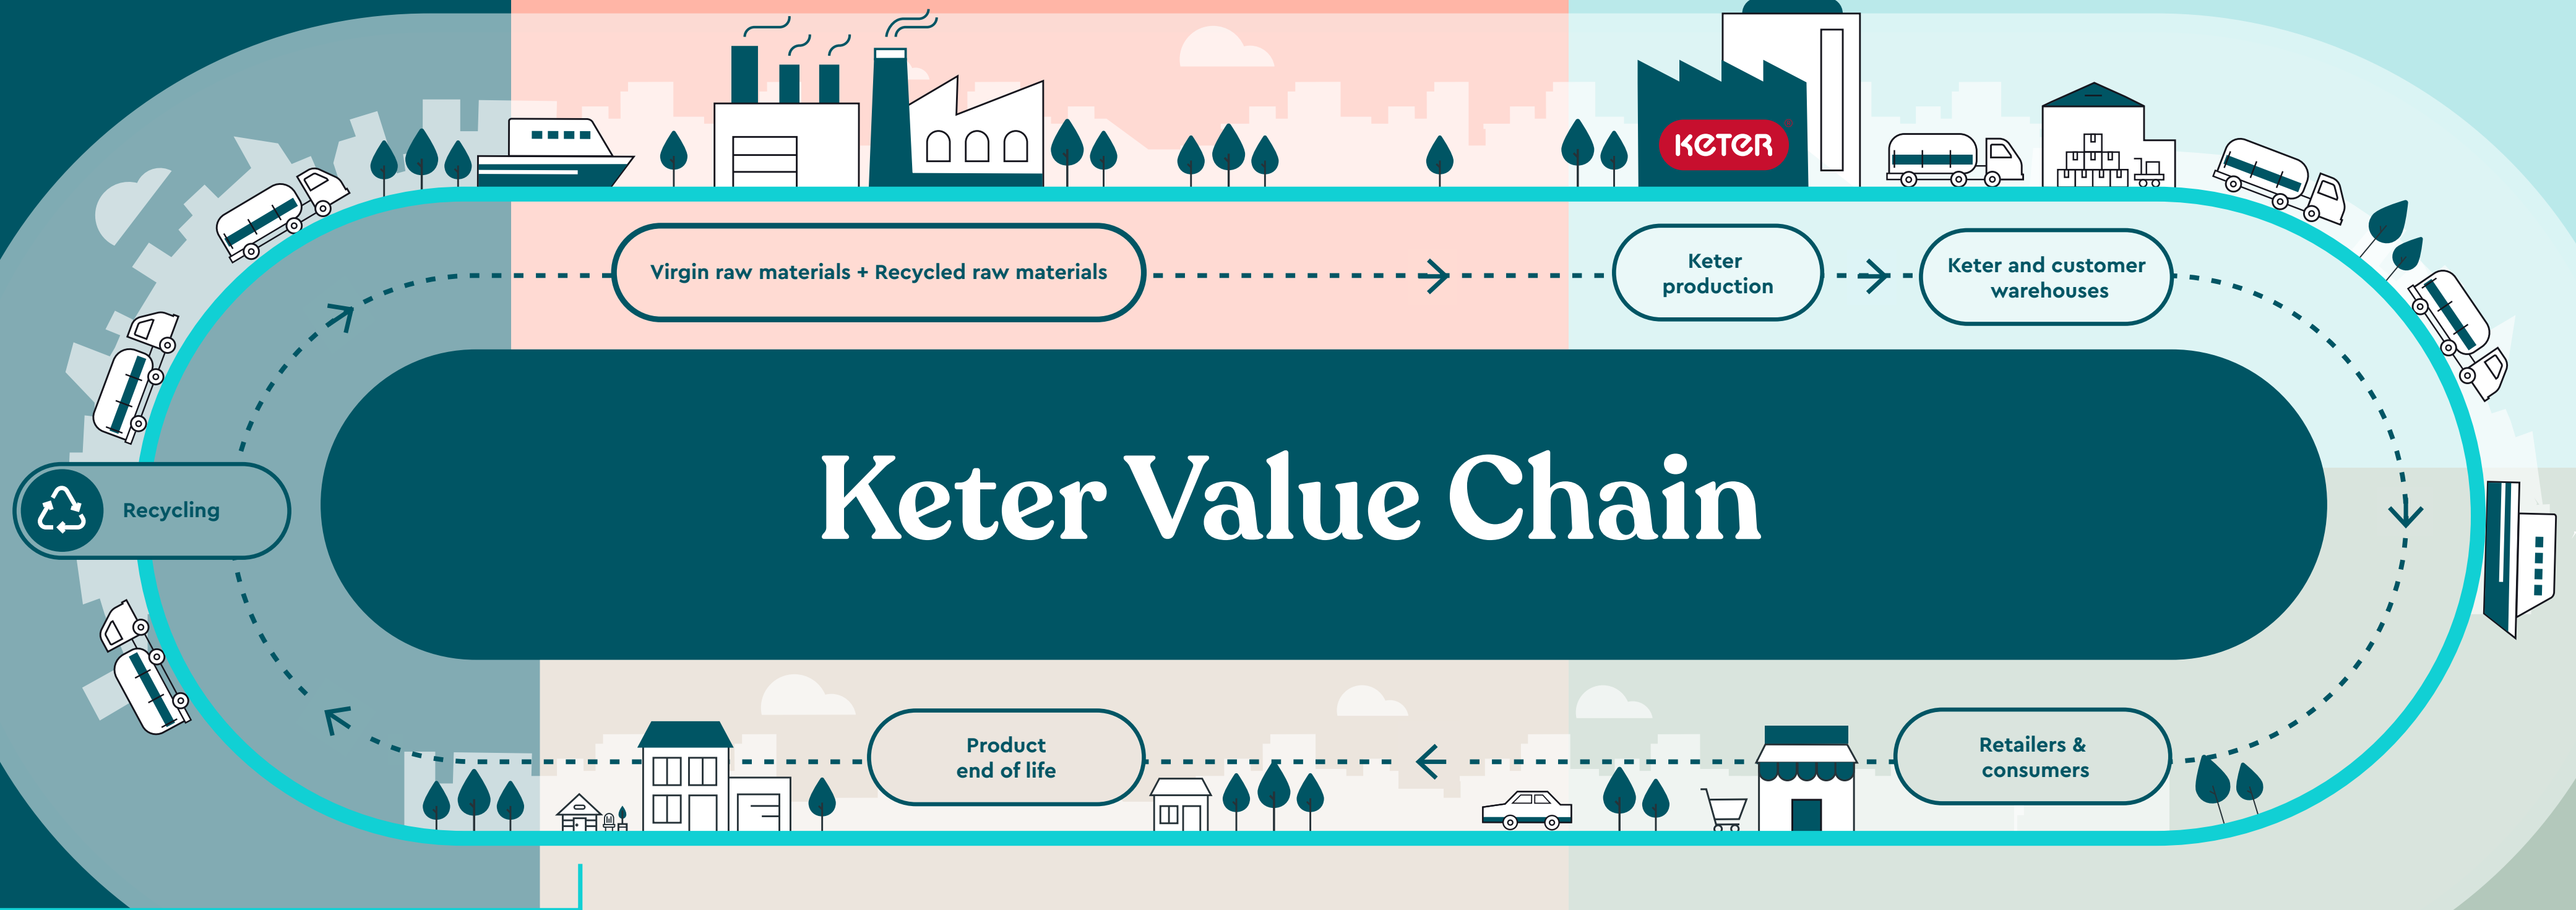 KETER
Virgin raw materials + Recycled raw materials
Keter
production
Keter and customer
warehouses
Keter Value Chain
Recycling
Product
end of life
Retailers &
consumers